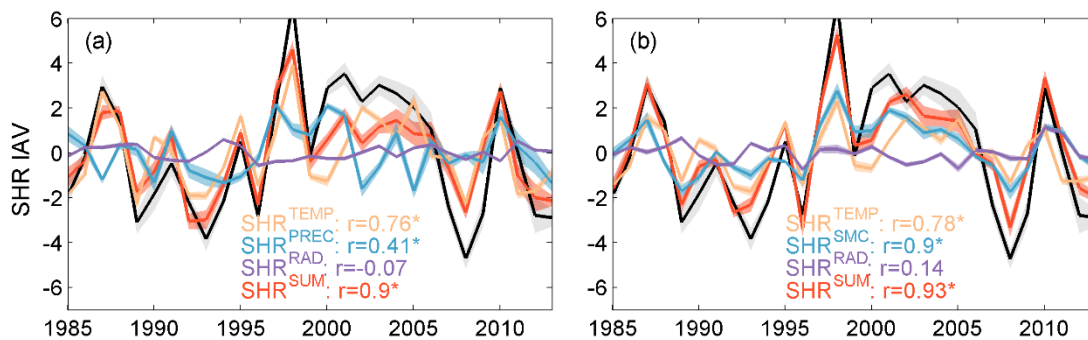 (a)
SHR IAV
6
4
2
0
-2
-4
-6
SHR^TEMP: r=0.76*
SHR^PREC: r=0.41*
SHR^RAD: r=-0.07
SHR^SUM: r=0.9*
1985 1990 1995 2000 2005 2010
(b)
6
4
2
0
-2
-4
-6
SHR^TEMP: r=0.78*
SHR^SMC: r=0.9*
SHR^RAD: r=0.14
SHR^SUM: r=0.93*
1985 1990 1995 2000 2005 2010